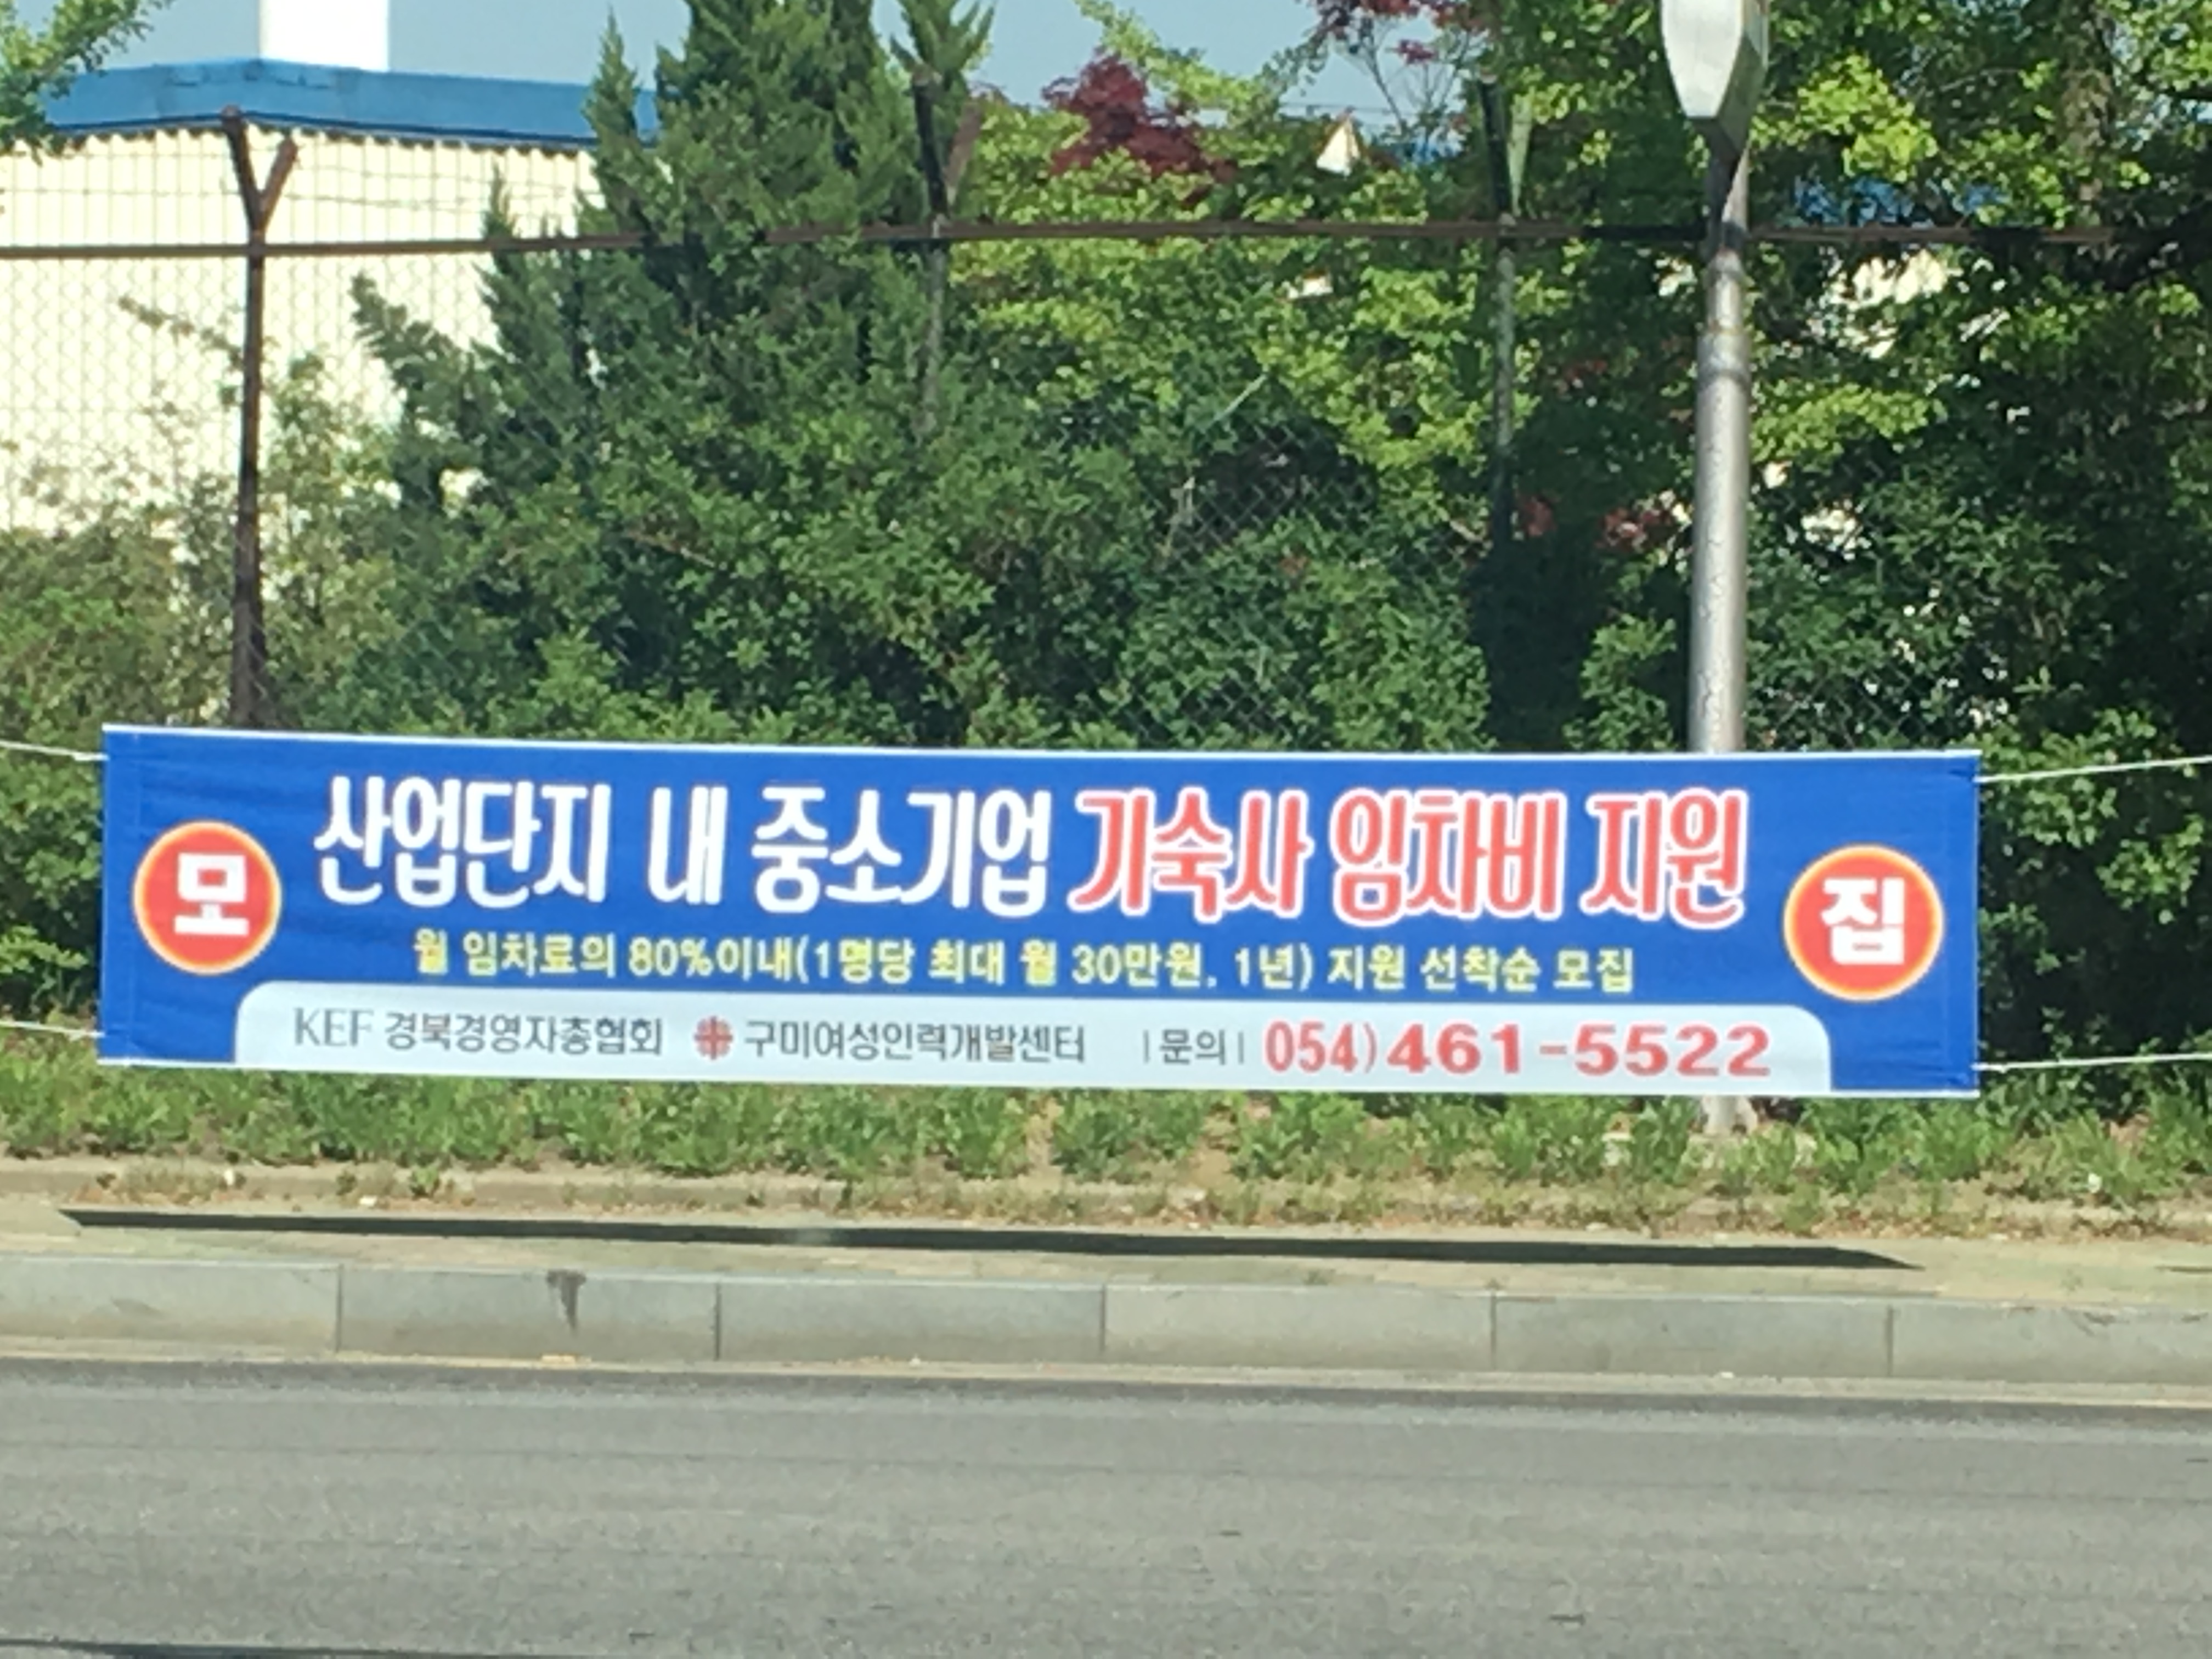 모 산업단지 내 중소기업 기숙사 임차비 지원 집
월 임차료의 80%이내(1명당 최대 월 30만원, 1년) 지원 선착순 모집
KEF 경북경영자총협회 구미여성인력개발센터 |문의| 054)461-5522